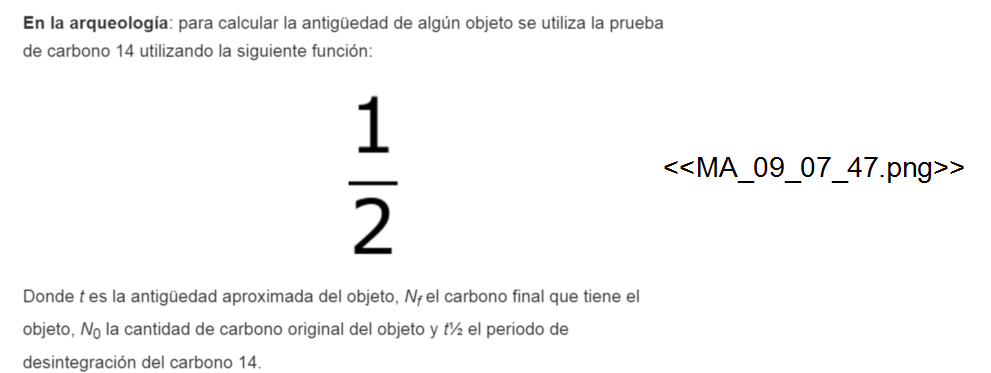 En la arqueología: para calcular la antigüedad de algún objeto se utiliza la prueba
de carbono 14 utilizando la siguiente función:
1
2
<<MA_09_07_47.png>>
Donde t es la antigüedad aproximada del objeto, Nf el carbono final que tiene el
objeto, N0 la cantidad de carbono original del objeto y t½ el periodo de
desintegración del carbono 14.